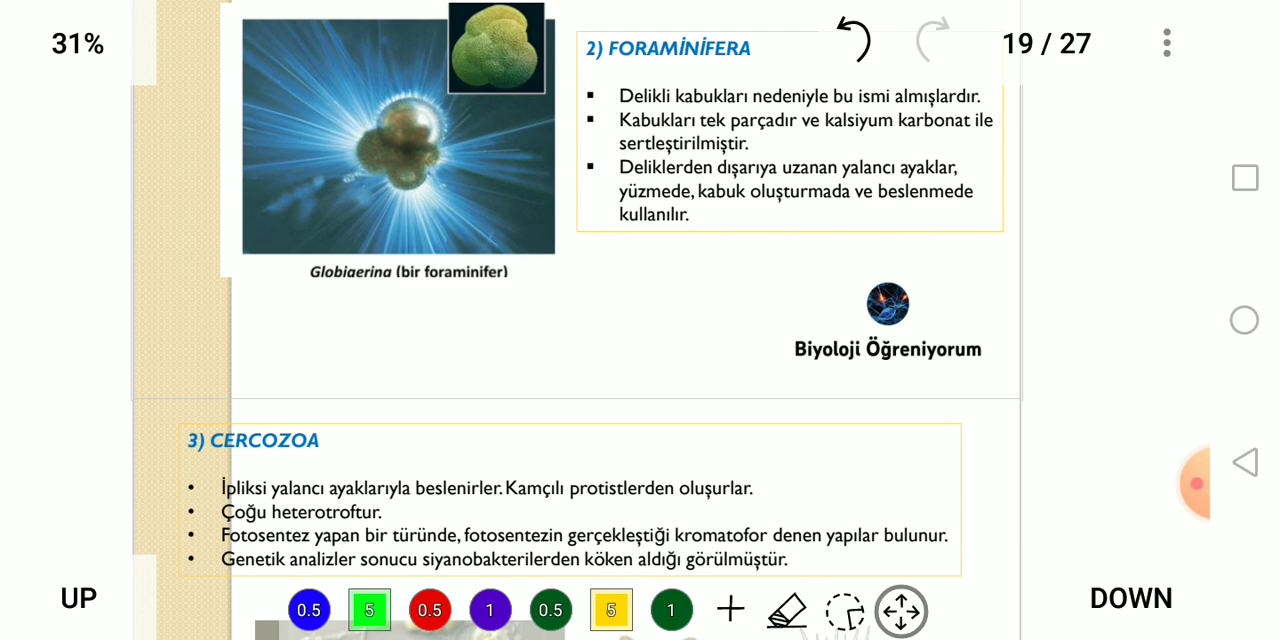 31%
19 / 27
2) FORAMİNİFERA
▪ Delikli kabukları nedeniyle bu ismi almışlardır.
▪ Kabukları tek parçadır ve kalsiyum karbonat ile
sertleştirilmiştir.
▪ Deliklerden dışarıya uzanan yalancı ayaklar,
yüzmede, kabuk oluşturmada ve beslenmede
kullanılır.
Globigerina (bir foraminifer)
Biyoloji Öğreniyorum
3) CERCOZOA
• İpliksi yalancı ayaklarıyla beslenirler. Kamçılı protistlerden oluşurlar.
• Çoğu heterotroftur.
• Fotosentez yapan bir türünde, fotosentezin gerçekleştiği kromatofor denen yapılar bulunur.
• Genetik analizler sonucu siyanobakterilerden köken aldığı görülmüştür.
UP
0.5 5 0.5 1 0.5 5 1
DOWN